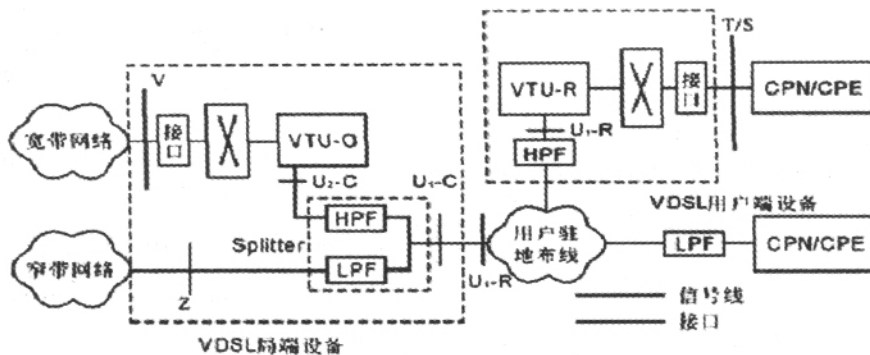 T/S
V
接口
VTU-R
接口
CPN/CPE
宽带网络
VTU-O
U₁-R
HPF
U₂-C
U₁-C
VDSL用户端设备
HPF
Splitter
用户驻地布线
LPF
CPN/CPE
窄带网络
LPF
U₁-R
Z
信号线
接口
VDSL局端设备